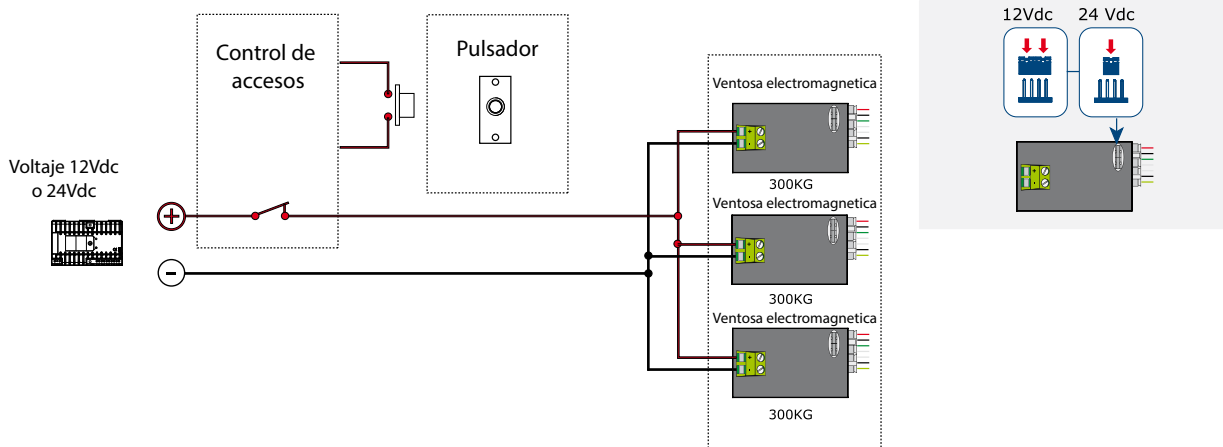 12Vdc
24 Vdc
Control de
accesos
Pulsador
Ventosa electromagnetica
300KG
Voltaje 12Vdc
o 24Vdc
+
-
Ventosa electromagnetica
300KG
Ventosa electromagnetica
300KG